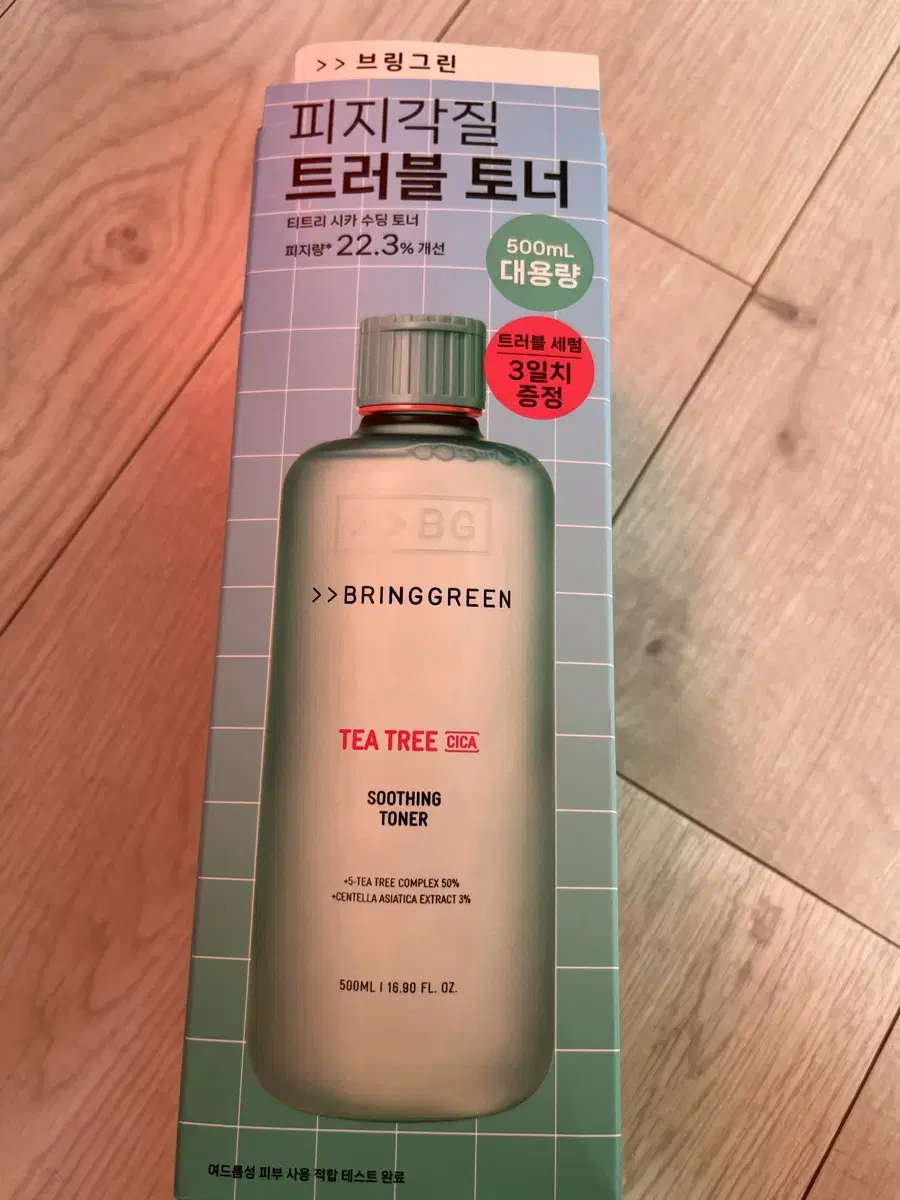 >> 브링그린
피지각질
트러블 토너
티트리 시카 수딩 토너
피지량* 22.3% 개선
500mL
대용량
트러블 세럼
3일치
증정
>> BG
>>BRINGGREEN
TEA TREE CICA
SOOTHING
TONER
+5-TEA TREE COMPLEX 50%
+CENTELLA ASIATICA EXTRACT 3%
500ML I 16.90 FL. OZ.
여드름성 피부 사용 적합 테스트 완료